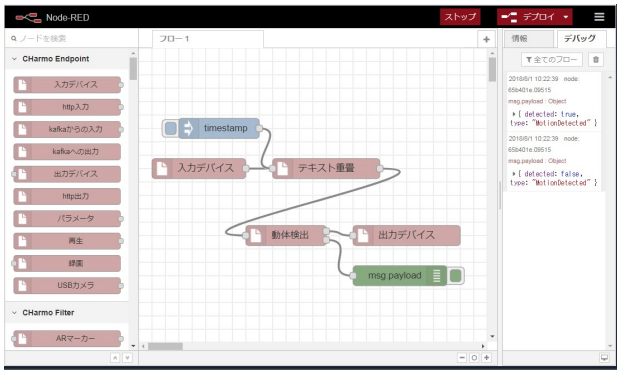 Node-RED
ストップ
デプロイ
ノードを検索
フロー 1
情報
デバッグ
CHarmo Endpoint
入力デバイス
http入力
kafkaからの入力
kafkaへの出力
出力デバイス
http出力
パラメータ
再生
録画
USBカメラ
CHarmo Filter
ARマーカー
timestamp
入力デバイス
テキスト重畳
動体検出
出力デバイス
msg.payload
全てのフロー
2018/8/1 10:22:39 node:
65b401e.09515
msg.payload : Object
{ detected: true,
type: "MotionDetected" }
2018/8/1 10:22:39 node:
65b401e.09515
msg.payload : Object
{ detected: false,
type: "MotionDetected" }